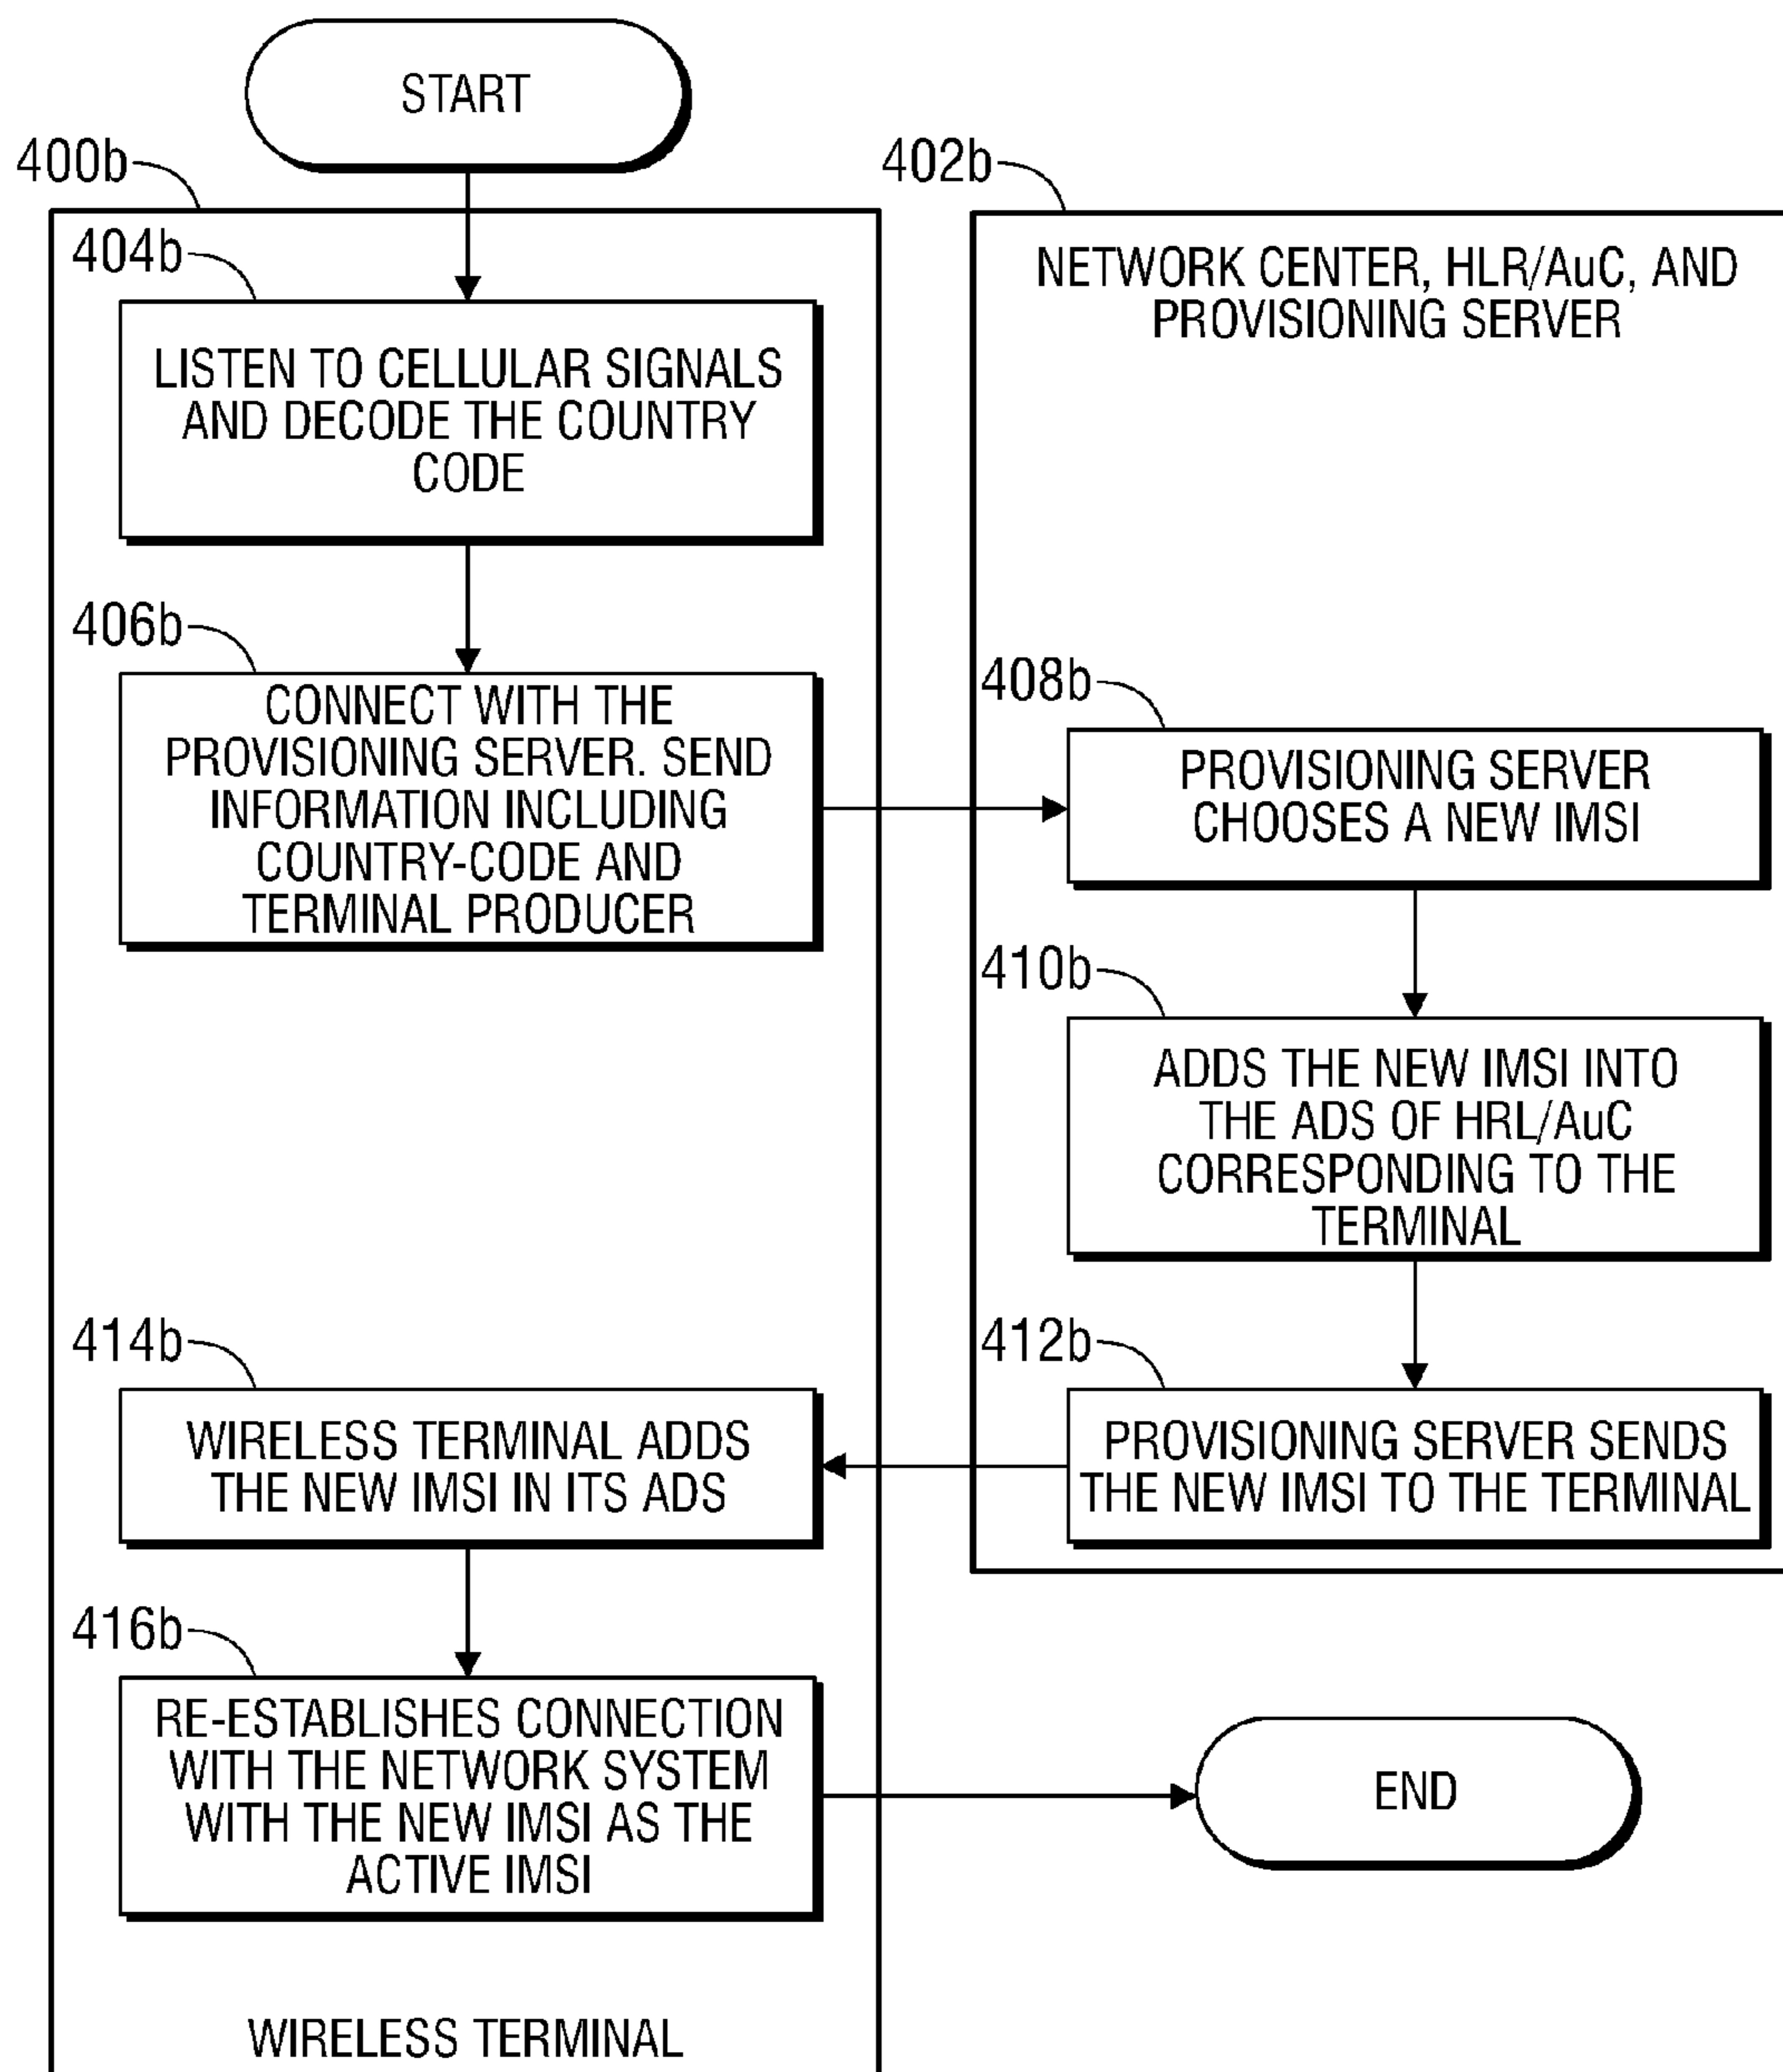 START
400b
402b
404b
NETWORK CENTER, HLR/AuC, AND
PROVISIONING SERVER
LISTEN TO CELLULAR SIGNALS
AND DECODE THE COUNTRY
CODE
406b
CONNECT WITH THE
PROVISIONING SERVER. SEND
INFORMATION INCLUDING
COUNTRY-CODE AND
TERMINAL PRODUCER
408b
PROVISIONING SERVER
CHOOSES A NEW IMSI
410b
ADDS THE NEW IMSI INTO
THE ADS OF HRL/AuC
CORRESPONDING TO THE
TERMINAL
412b
PROVISIONING SERVER SENDS
THE NEW IMSI TO THE TERMINAL
414b
WIRELESS TERMINAL ADDS
THE NEW IMSI IN ITS ADS
416b
RE-ESTABLISHES CONNECTION
WITH THE NETWORK SYSTEM
WITH THE NEW IMSI AS THE
ACTIVE IMSI
END
WIRELESS TERMINAL